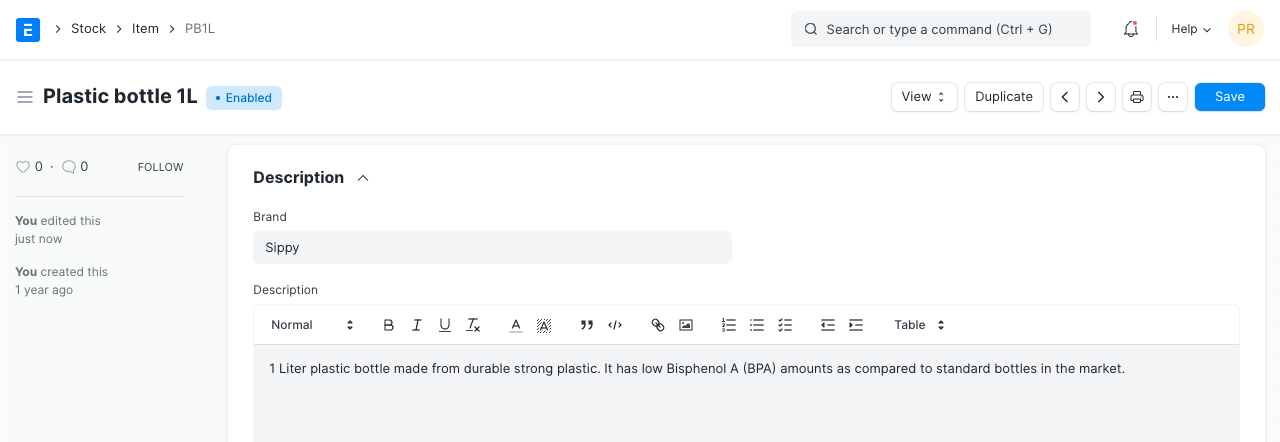 E Stock Item PB1L Search or type a command (Ctrl + G) Help PR
Plastic bottle 1L • Enabled View Duplicate ... Save
0 · 0 FOLLOW
You edited this
just now
You created this
1 year ago
Description
Brand
Sippy
Description
Normal B I U Tx A A ” </> Table
1 Liter plastic bottle made from durable strong plastic. It has low Bisphenol A (BPA) amounts as compared to standard bottles in the market.